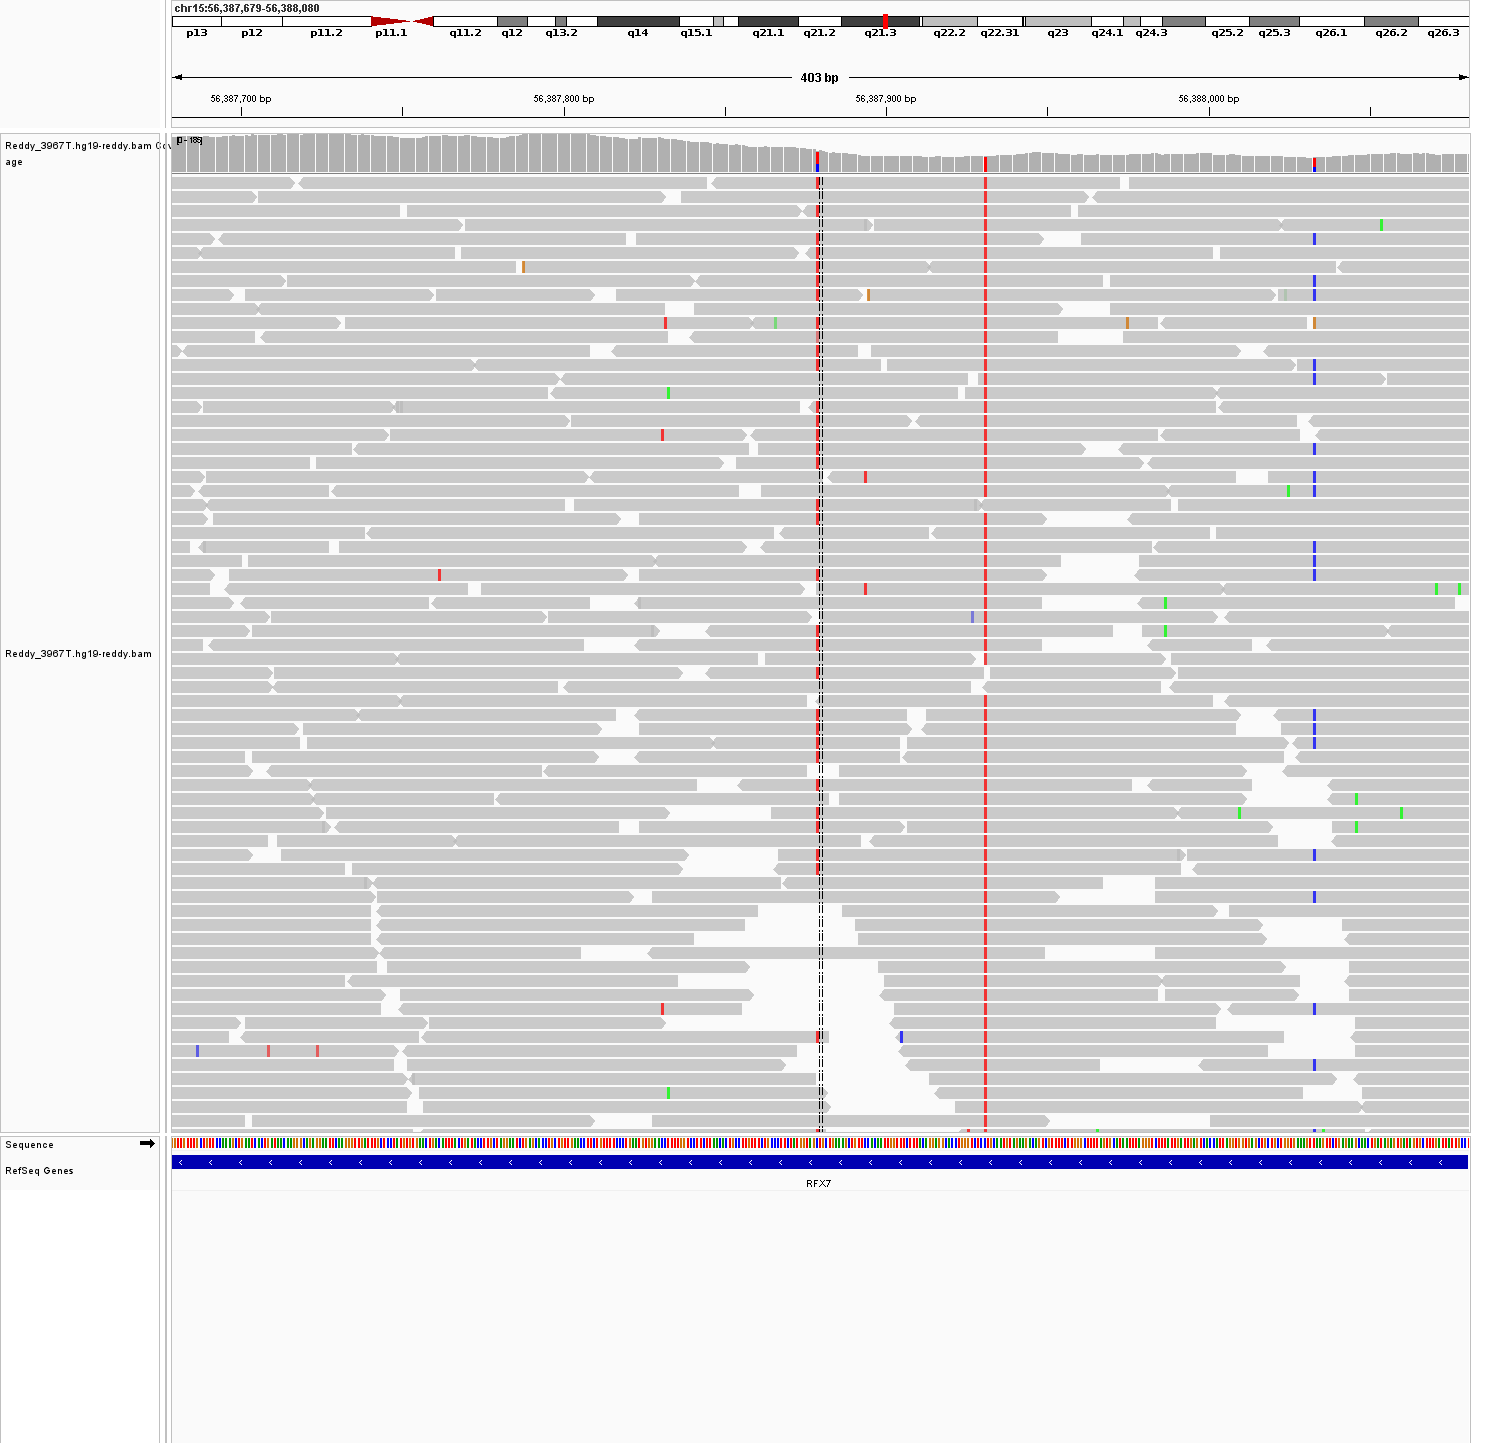 chr15:56,387,679-56,388,080
p13 p12 p11.2 p11.1 q11.2 q12 q13.2 q14 q15.1 q21.1 q21.2 q21.3 q22.2 q22.31 q23 q24.1 q24.3 q25.2 q25.3 q26.1 q26.2 q26.3
403 bp
56,387,700 bp 56,387,800 bp 56,387,900 bp 56,388,000 bp
Reddy_3967T.hg19-reddy.bam Cov
age
Reddy_3967T.hg19-reddy.bam
Sequence
RefSeq Genes
RFX7